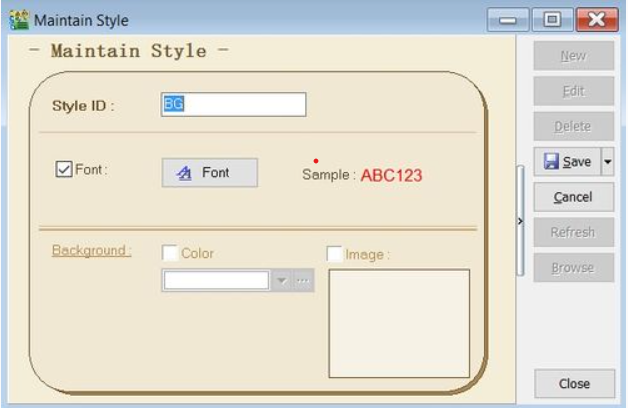 Maintain Style
- Maintain Style -
Style ID :
BG
Font :
Font
Sample : ABC123
Background :
Color
Image :
New
Edit
Delete
Save
Cancel
Refresh
Browse
Close